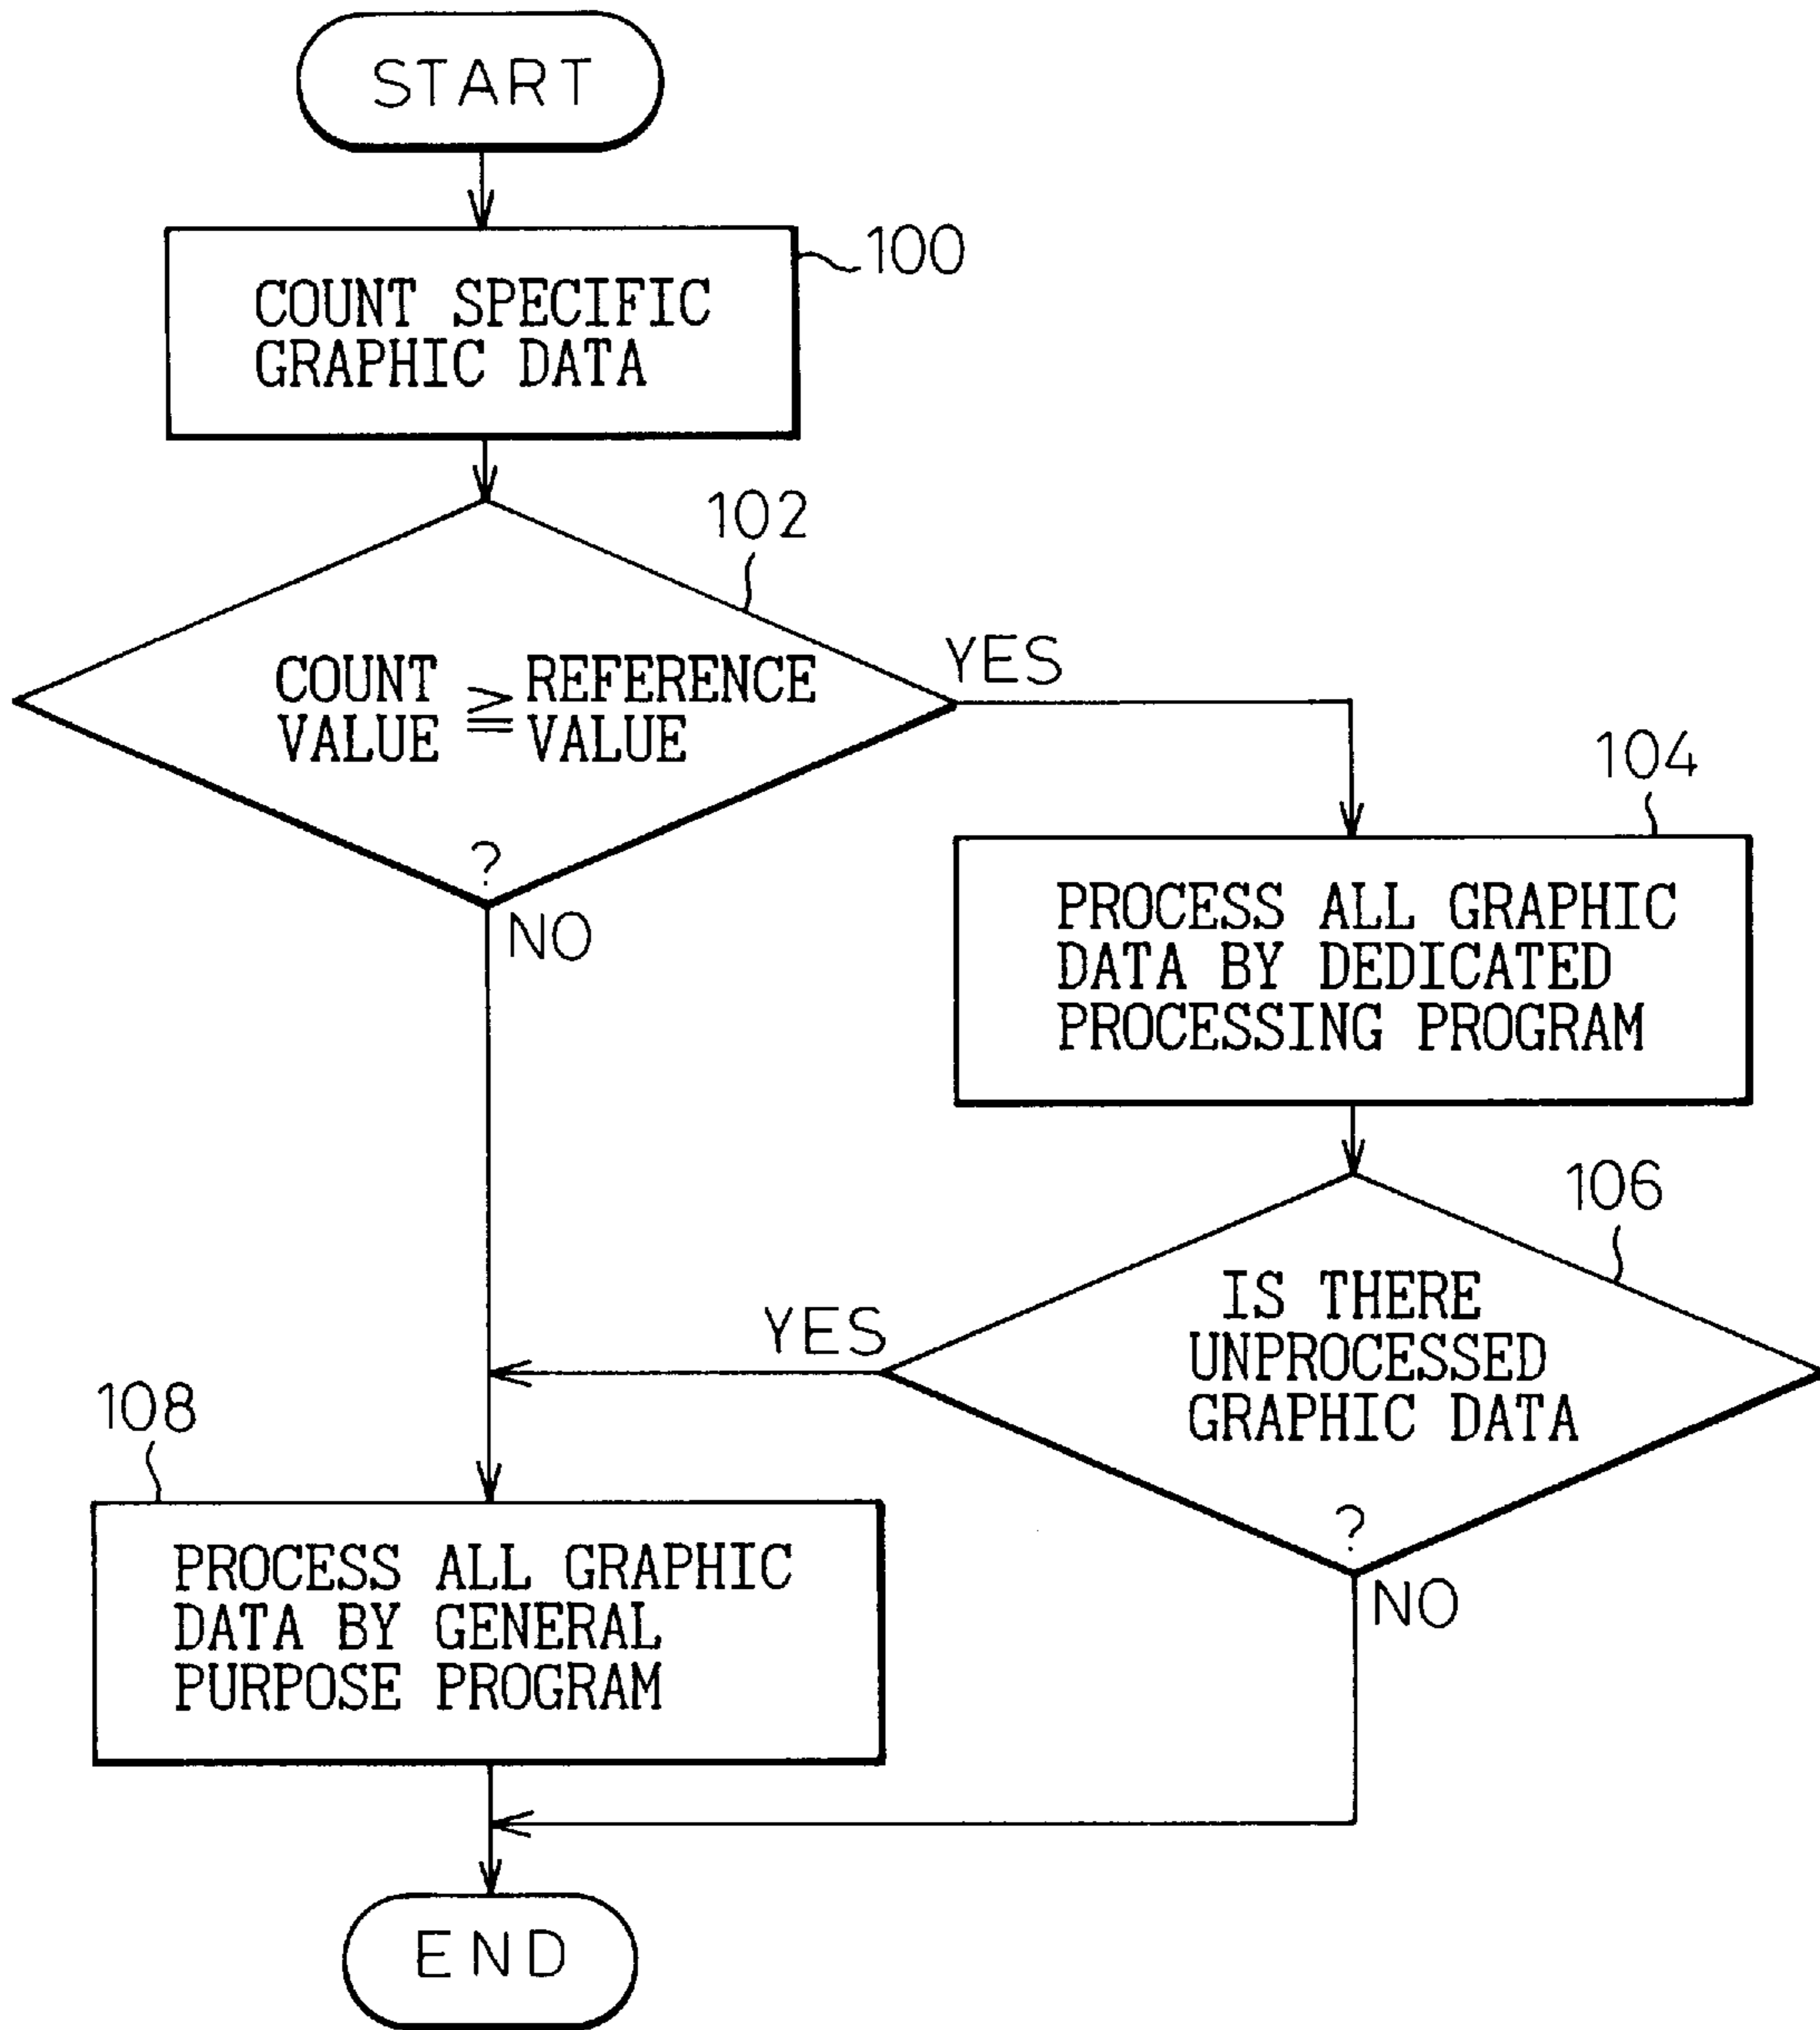 START
100
COUNT SPECIFIC
GRAPHIC DATA
102
COUNT ≧ REFERENCE
VALUE VALUE
?
YES
NO
104
PROCESS ALL GRAPHIC
DATA BY DEDICATED
PROCESSING PROGRAM
106
IS THERE
UNPROCESSED
GRAPHIC DATA
?
YES
NO
108
PROCESS ALL GRAPHIC
DATA BY GENERAL
PURPOSE PROGRAM
END